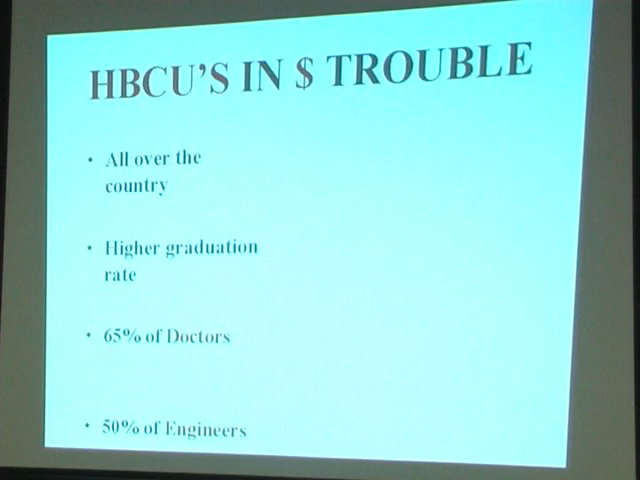 HBCU'S IN $ TROUBLE
• All over the
country
• Higher graduation
rate
• 65% of Doctors
• 50% of Engineers